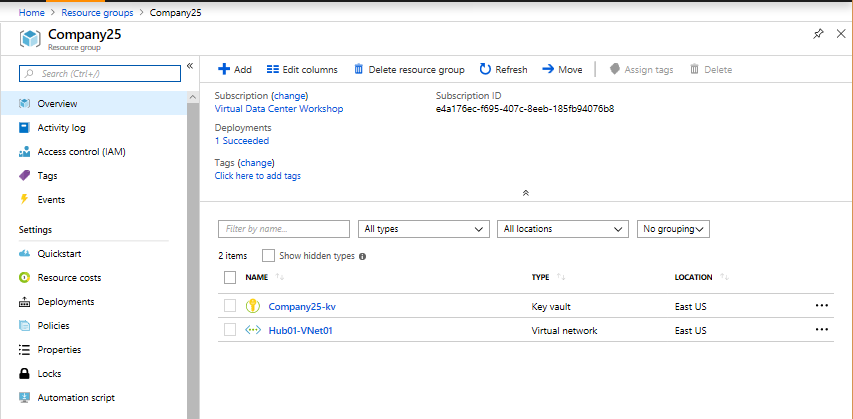 Home > Resource groups > Company25
Company25
Resource group
Search (Ctrl+/)
Overview
Activity log
Access control (IAM)
Tags
Events
Settings
Quickstart
Resource costs
Deployments
Policies
Properties
Locks
Automation script
Add Edit columns Delete resource group Refresh Move Assign tags Delete
Subscription (change) Subscription ID
Virtual Data Center Workshop e4a176ec-f695-407c-8eeb-185fb94076b8
Deployments
1 Succeeded
Tags (change)
Click here to add tags
Filter by name... All types All locations No grouping
2 items Show hidden types
NAME TYPE LOCATION
Company25-kv Key vault East US
Hub01-VNet01 Virtual network East US